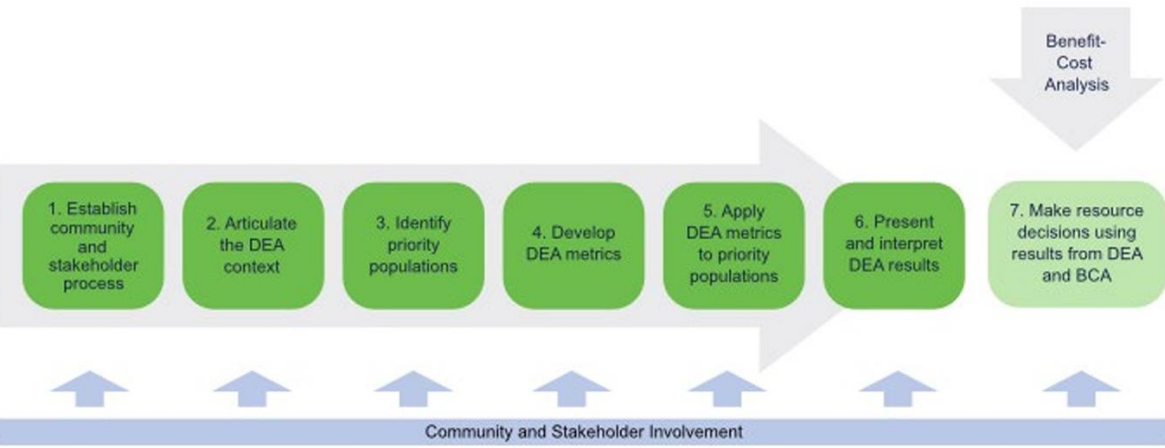 Benefit-
Cost
Analysis
1. Establish
community
and
stakeholder
process
2. Articulate
the DEA
context
3. Identify
priority
populations
4. Develop
DEA metrics
5. Apply
DEA metrics
to priority
populations
6. Present
and interpret
DEA results
7. Make resource
decisions using
results from DEA
and BCA
Community and Stakeholder Involvement